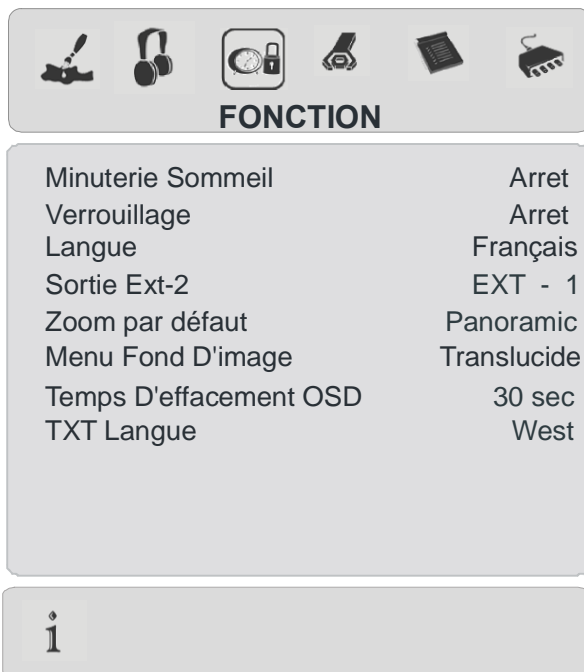 FONCTION
Minuterie Sommeil Arret
Verrouillage Arret
Langue Français
Sortie Ext-2 EXT - 1
Zoom par défaut Panoramic
Menu Fond D'image Translucide
Temps D'effacement OSD 30 sec
TXT Langue West
i